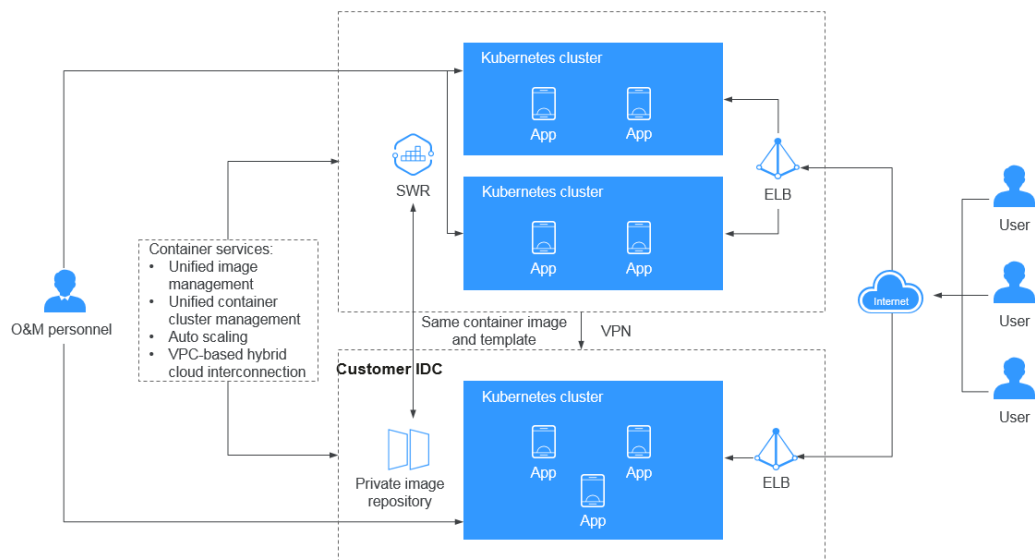 Kubernetes cluster
App
App
SWR
Kubernetes cluster
App
App
ELB
User
User
User
Internet
Container services:
• Unified image
management
• Unified container
cluster management
• Auto scaling
• VPC-based hybrid
cloud interconnection
O&M personnel
Same container image
and template
VPN
Customer IDC
Kubernetes cluster
App
App
App
Private image
repository
ELB